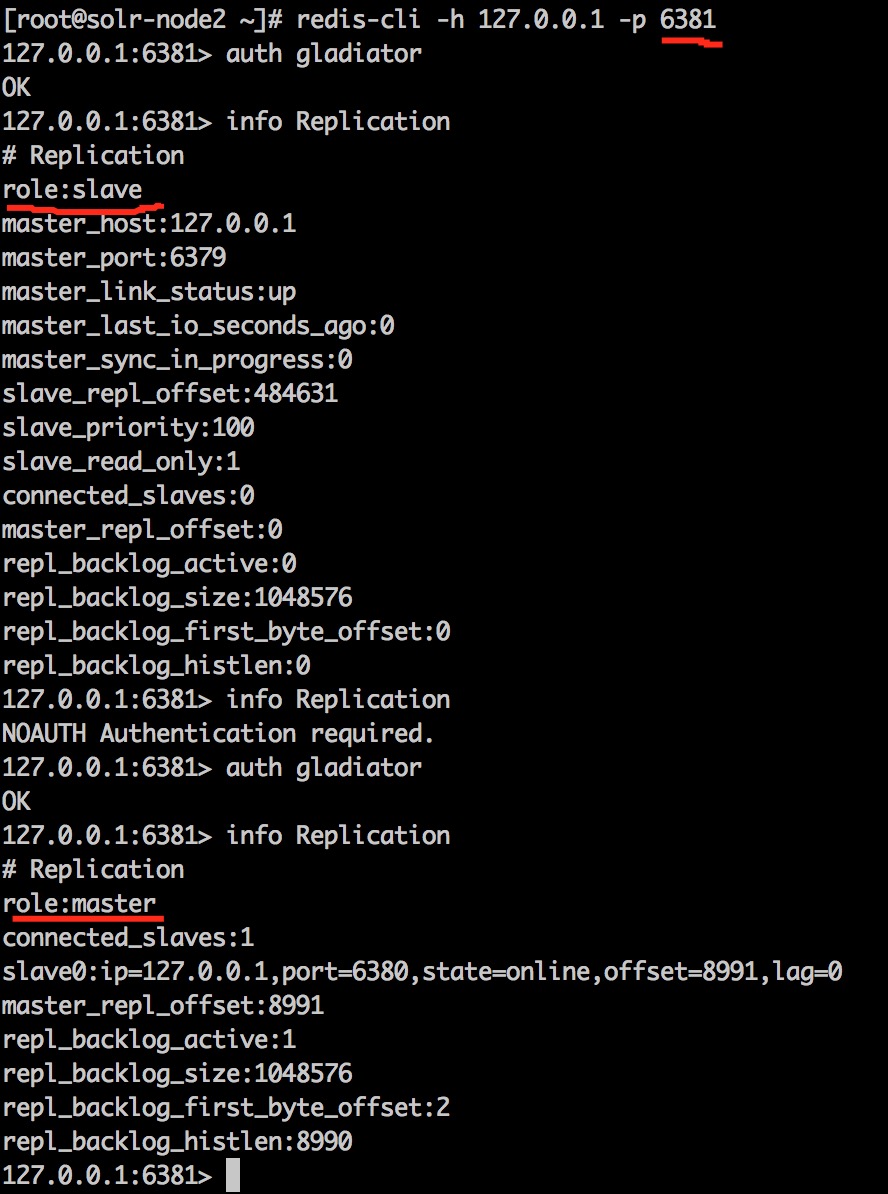 [root@solr-node2 ~]# redis-cli -h 127.0.0.1 -p 6381
127.0.0.1:6381> auth gladiator
OK
127.0.0.1:6381> info Replication
# Replication
role:slave
master_host:127.0.0.1
master_port:6379
master_link_status:up
master_last_io_seconds_ago:0
master_sync_in_progress:0
slave_repl_offset:484631
slave_priority:100
slave_read_only:1
connected_slaves:0
master_repl_offset:0
repl_backlog_active:0
repl_backlog_size:1048576
repl_backlog_first_byte_offset:0
repl_backlog_histlen:0
127.0.0.1:6381> info Replication
NOAUTH Authentication required.
127.0.0.1:6381> auth gladiator
OK
127.0.0.1:6381> info Replication
# Replication
role:master
connected_slaves:1
slave0:ip=127.0.0.1,port=6380,state=online,offset=8991,lag=0
master_repl_offset:8991
repl_backlog_active:1
repl_backlog_size:1048576
repl_backlog_first_byte_offset:2
repl_backlog_histlen:8990
127.0.0.1:6381>